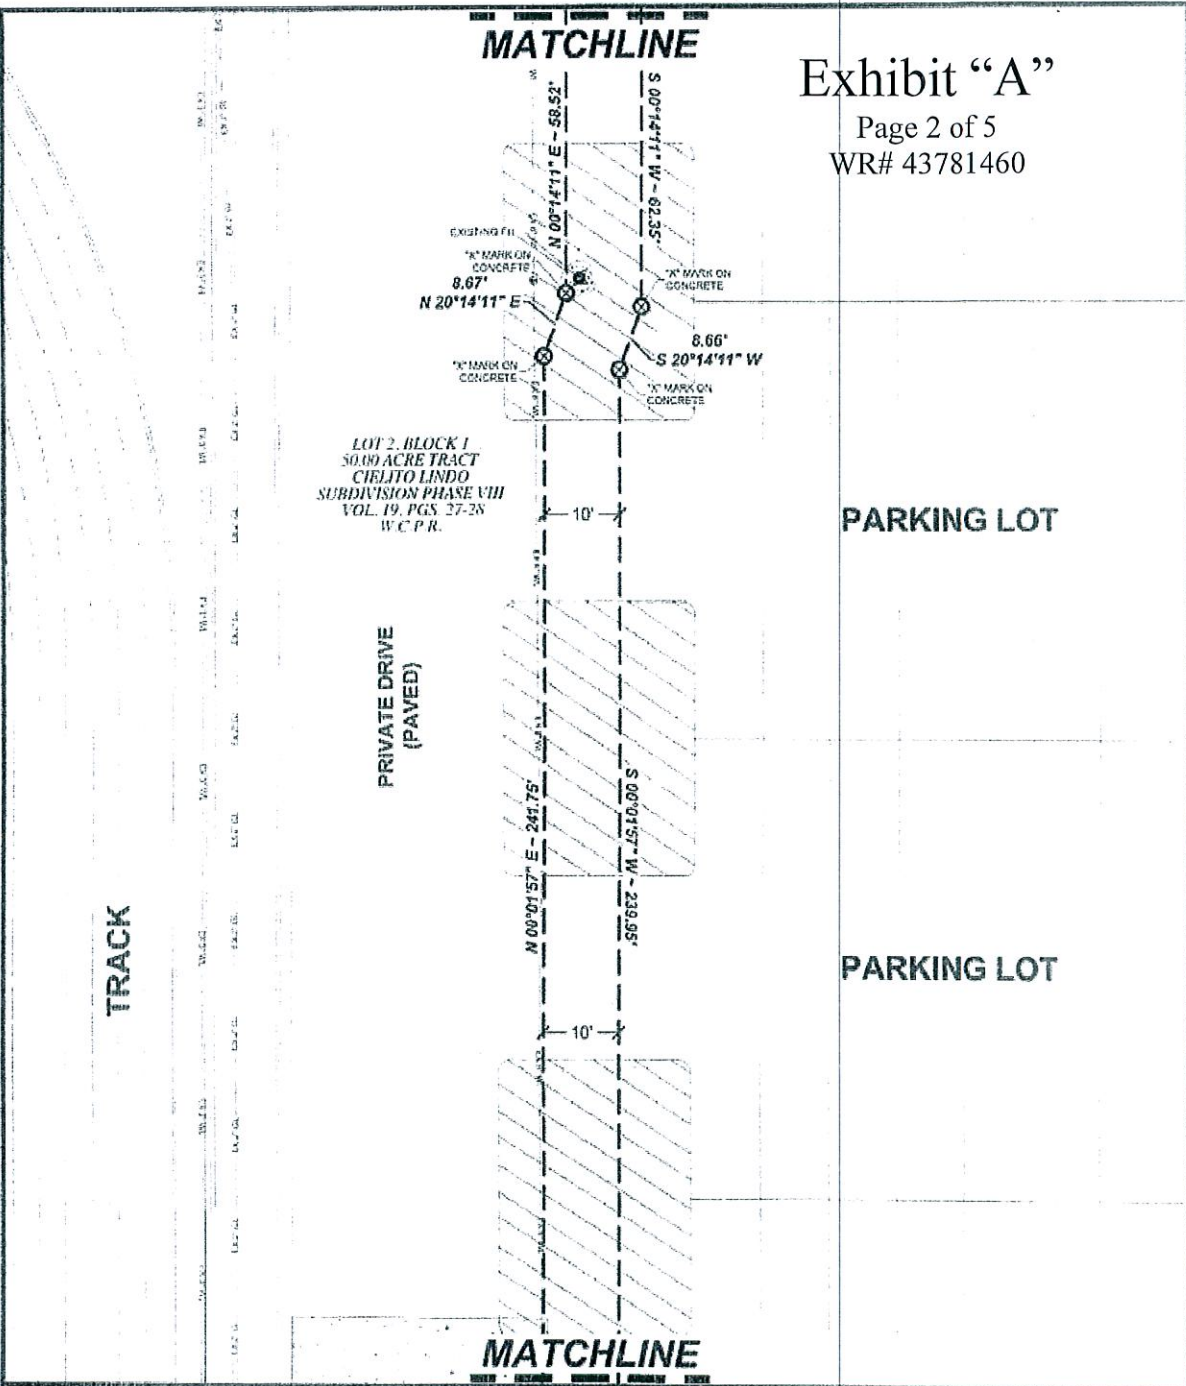 MATCHLINE
Exhibit “A”
Page 2 of 5
WR# 43781460
N 00°14'11" E ~ 58.52'
S 00°14'11" W ~ 62.35'
EXISTING FH
"X" MARK ON
CONCRETE
8.67'
N 20°14'11" E
"X" MARK ON
CONCRETE
8.66'
S 20°14'11" W
"X" MARK ON
CONCRETE
"X" MARK ON
CONCRETE
LOT 2, BLOCK 1
50.00 ACRE TRACT
CIELITO LINDO
SUBDIVISION PHASE VIII
VOL. 19, PGS. 27-28
W.C.P.R.
10'
PARKING LOT
PRIVATE DRIVE
(PAVED)
N 00°01'57" E ~ 241.75'
S 00°01'57" W ~ 239.95'
TRACK
PARKING LOT
10'
MATCHLINE